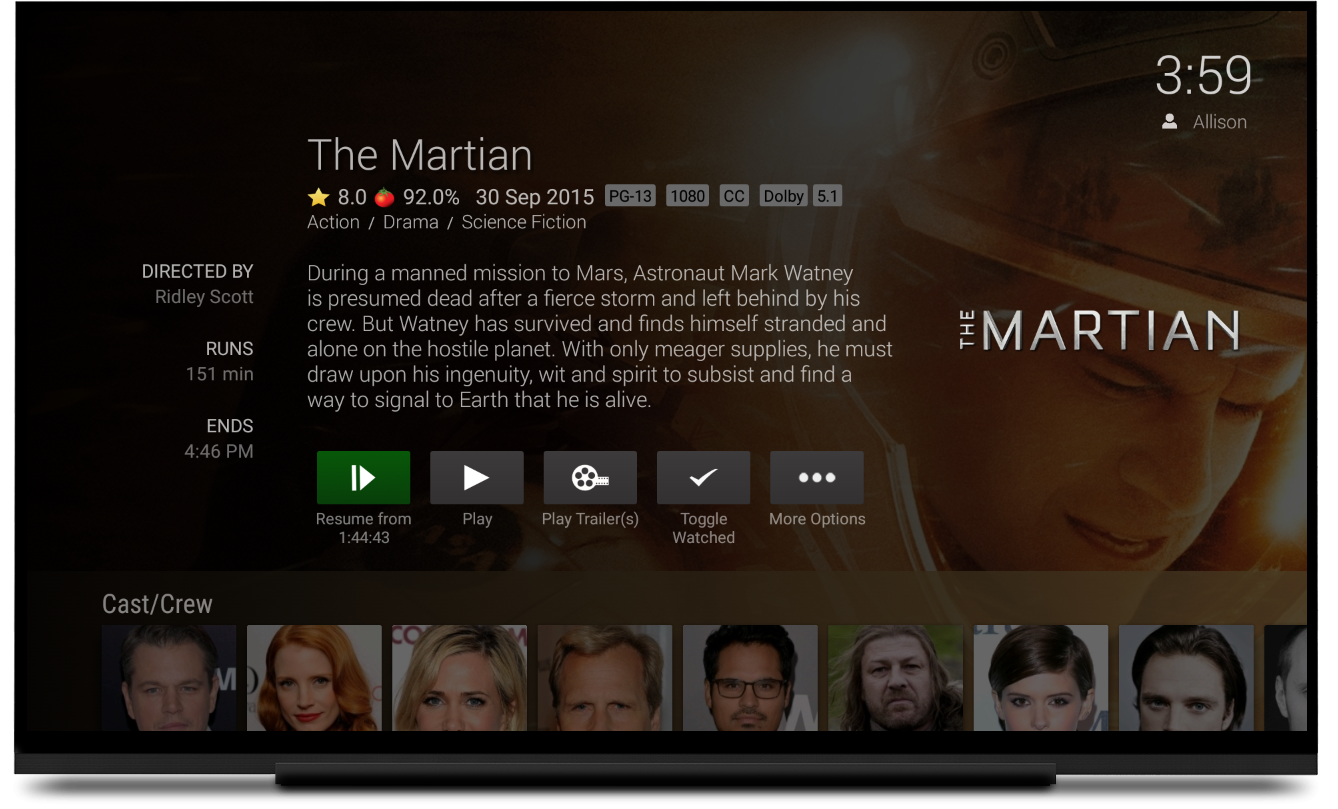 3:59
Allison
The Martian
8.0 92.0% 30 Sep 2015 PG-13 1080 CC Dolby 5.1
Action / Drama / Science Fiction
DIRECTED BY
Ridley Scott
RUNS
151 min
ENDS
4:46 PM
During a manned mission to Mars, Astronaut Mark Watney
is presumed dead after a fierce storm and left behind by his
crew. But Watney has survived and finds himself stranded and
alone on the hostile planet. With only meager supplies, he must
draw upon his ingenuity, wit and spirit to subsist and find a
way to signal to Earth that he is alive.
THE MARTIAN
Resume from
1:44:43
Play
Play Trailer(s)
Toggle
Watched
More Options
Cast/Crew